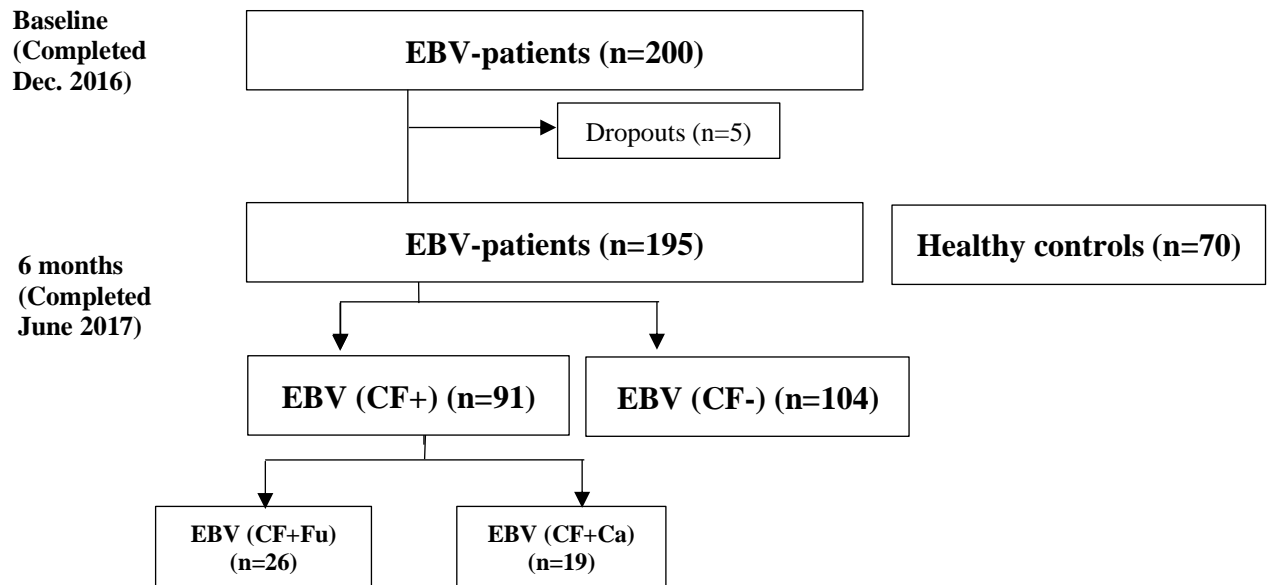 Baseline
(Completed
Dec. 2016)
EBV-patients (n=200)
Dropouts (n=5)
EBV-patients (n=195)
Healthy controls (n=70)
6 months
(Completed
June 2017)
EBV (CF+) (n=91)
EBV (CF-) (n=104)
EBV (CF+Fu)
(n=26)
EBV (CF+Ca)
(n=19)